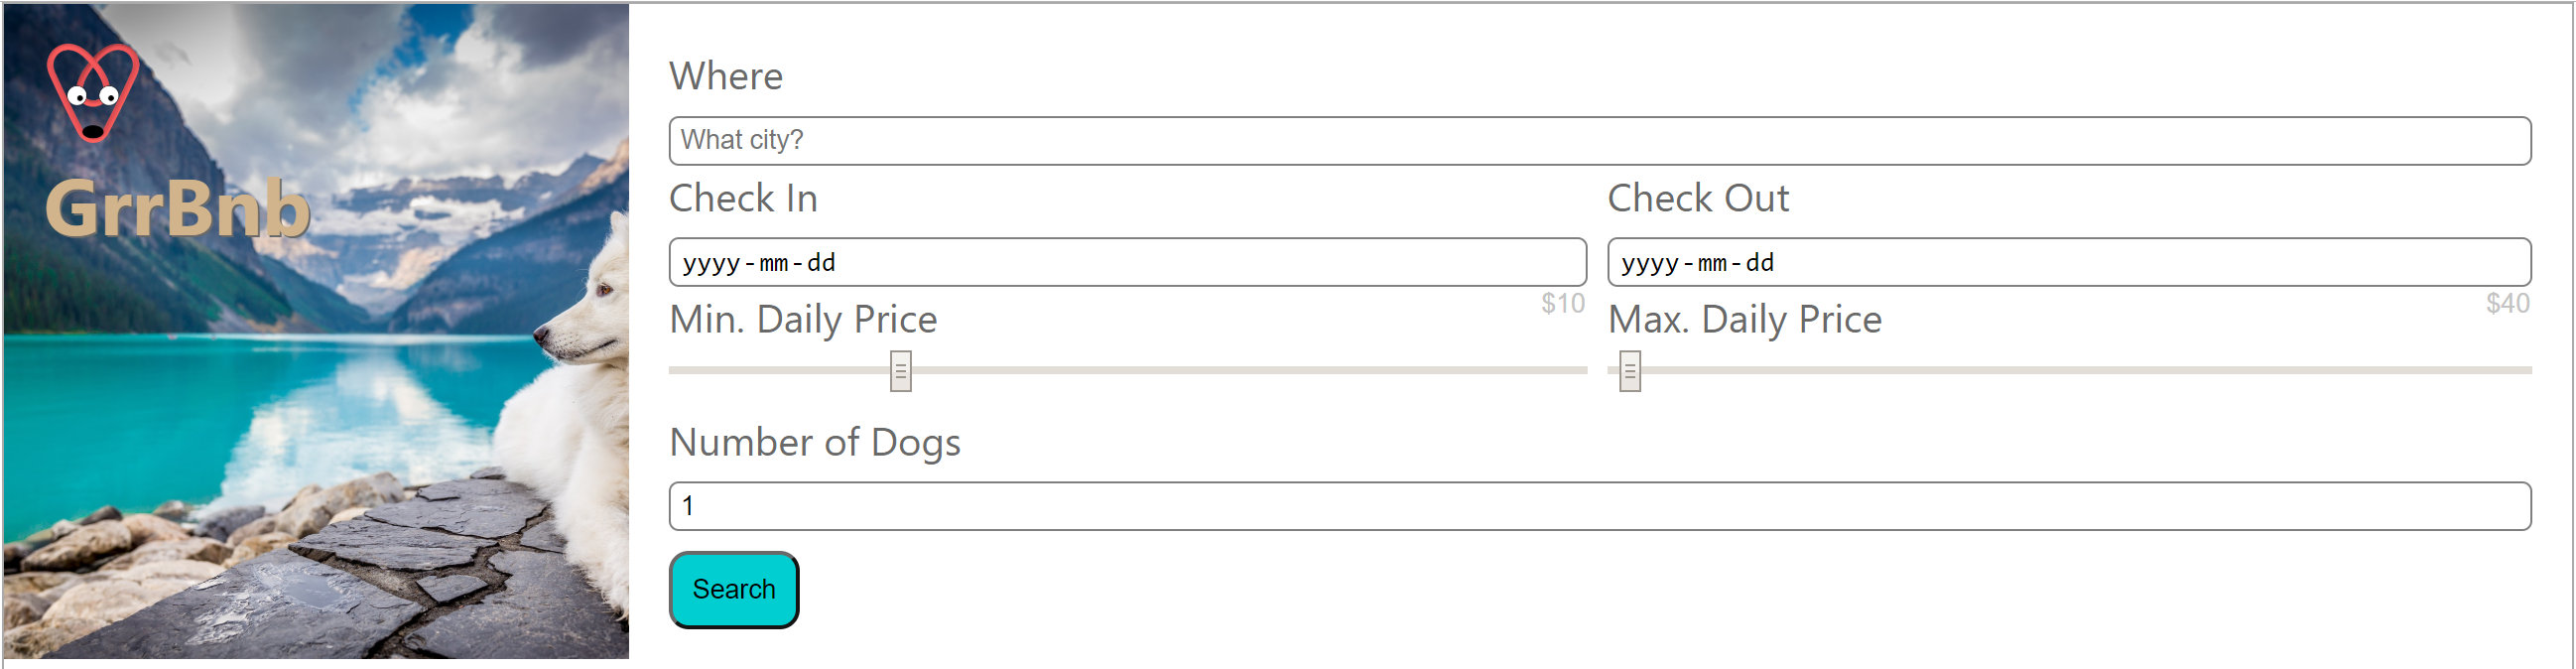 GrrBnb
Where
What city?
Check In
Check Out
yyyy-mm-dd
yyyy-mm-dd
Min. Daily Price
$10
Max. Daily Price
$40
Number of Dogs
1
Search